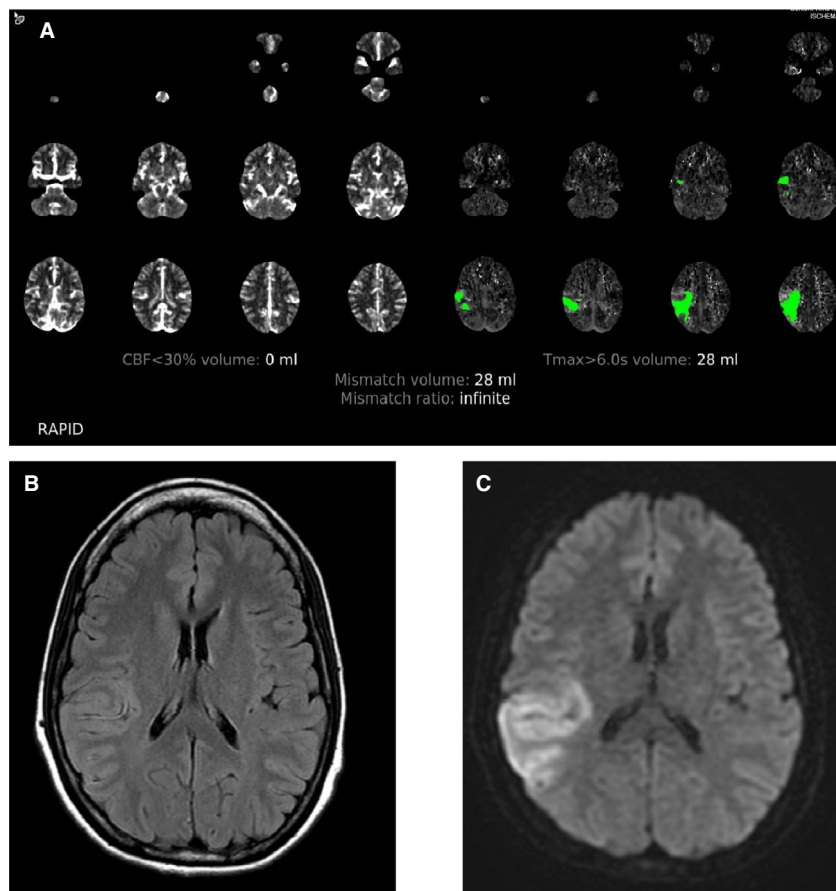 A
ISCHEM
CBF<30% volume: 0 ml
Tmax>6.0s volume: 28 ml
Mismatch volume: 28 ml
Mismatch ratio: infinite
RAPID
B
C